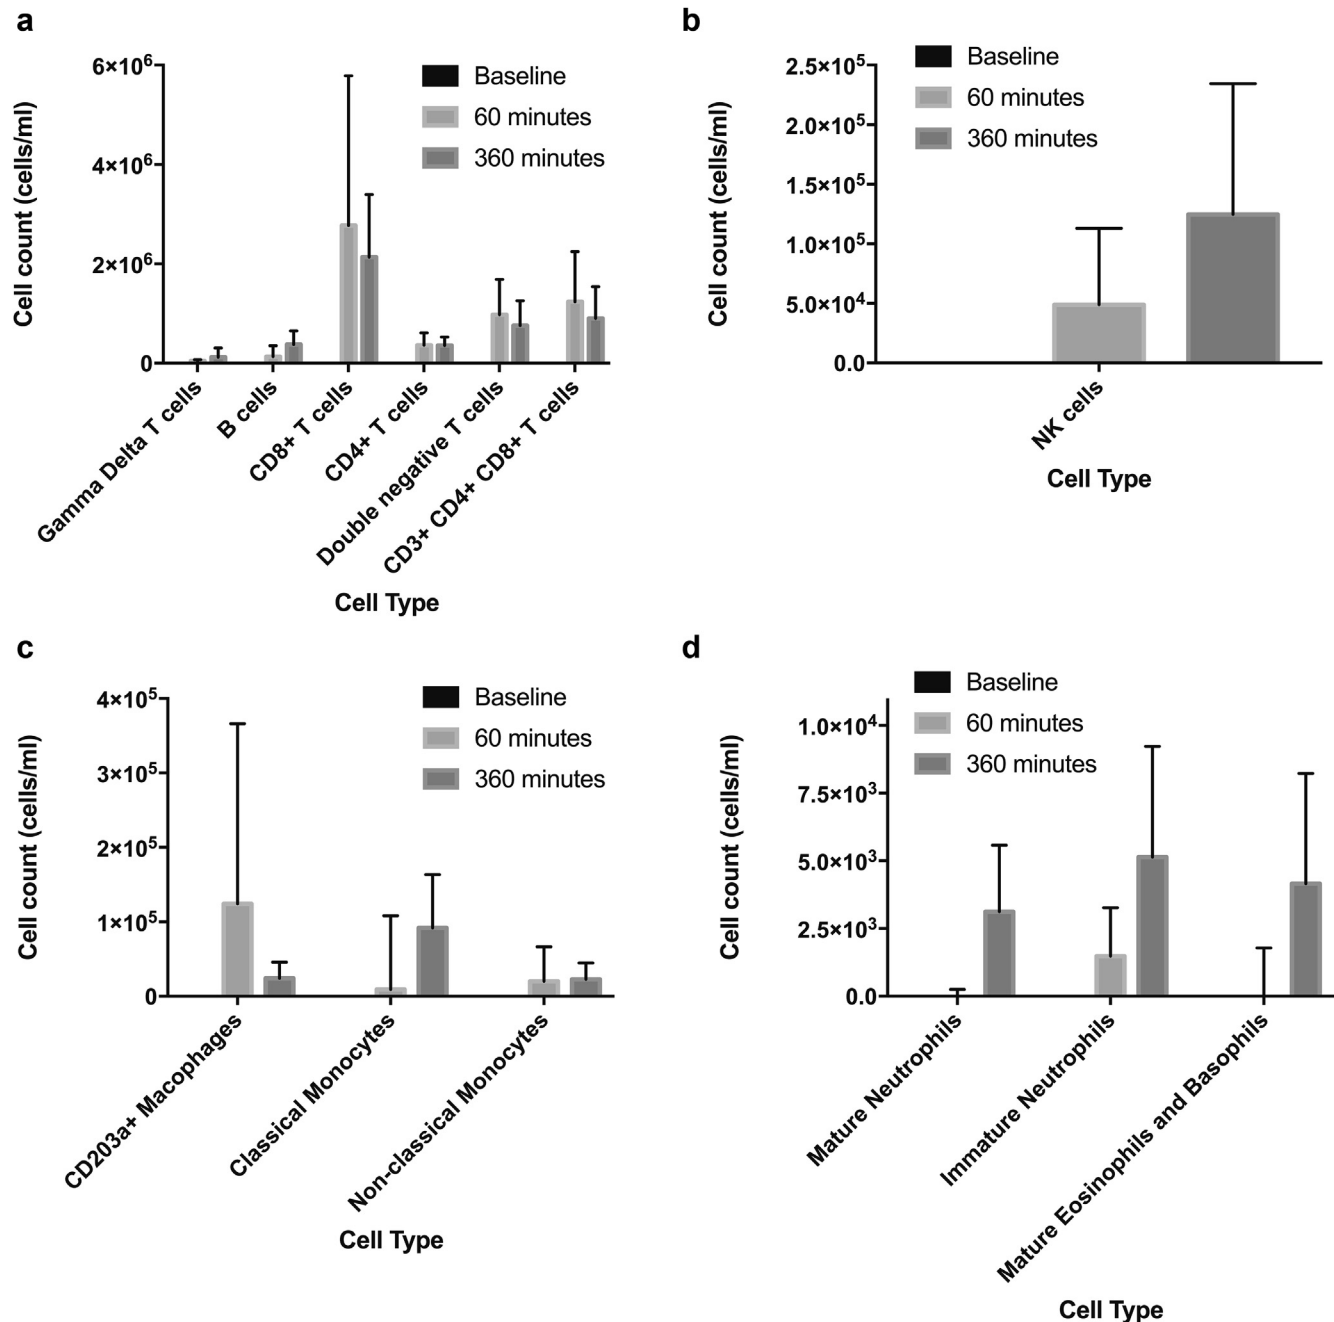 a
Cell count (cells/ml)
6×10⁶
4×10⁶
2×10⁶
0
Baseline
60 minutes
360 minutes
Gamma Delta T cells
B cells
CD8+ T cells
CD4+ T cells
Double negative T cells
CD3+ CD4+ CD8+ T cells
Cell Type
b
Cell count (cells/ml)
2.5×10⁵
2.0×10⁵
1.5×10⁵
1.0×10⁵
5.0×10⁴
0.0
Baseline
60 minutes
360 minutes
NK cells
Cell Type
c
Cell count (cells/ml)
4×10⁵
3×10⁵
2×10⁵
1×10⁵
0
Baseline
60 minutes
360 minutes
CD203a+ Macophages
Classical Monocytes
Non-classical Monocytes
Cell Type
d
Cell count (cells/ml)
1.0×10⁴
7.5×10³
5.0×10³
2.5×10³
0.0
Baseline
60 minutes
360 minutes
Mature Neutrophils
Immature Neutrophils
Mature Eosinophils and Basophils
Cell Type